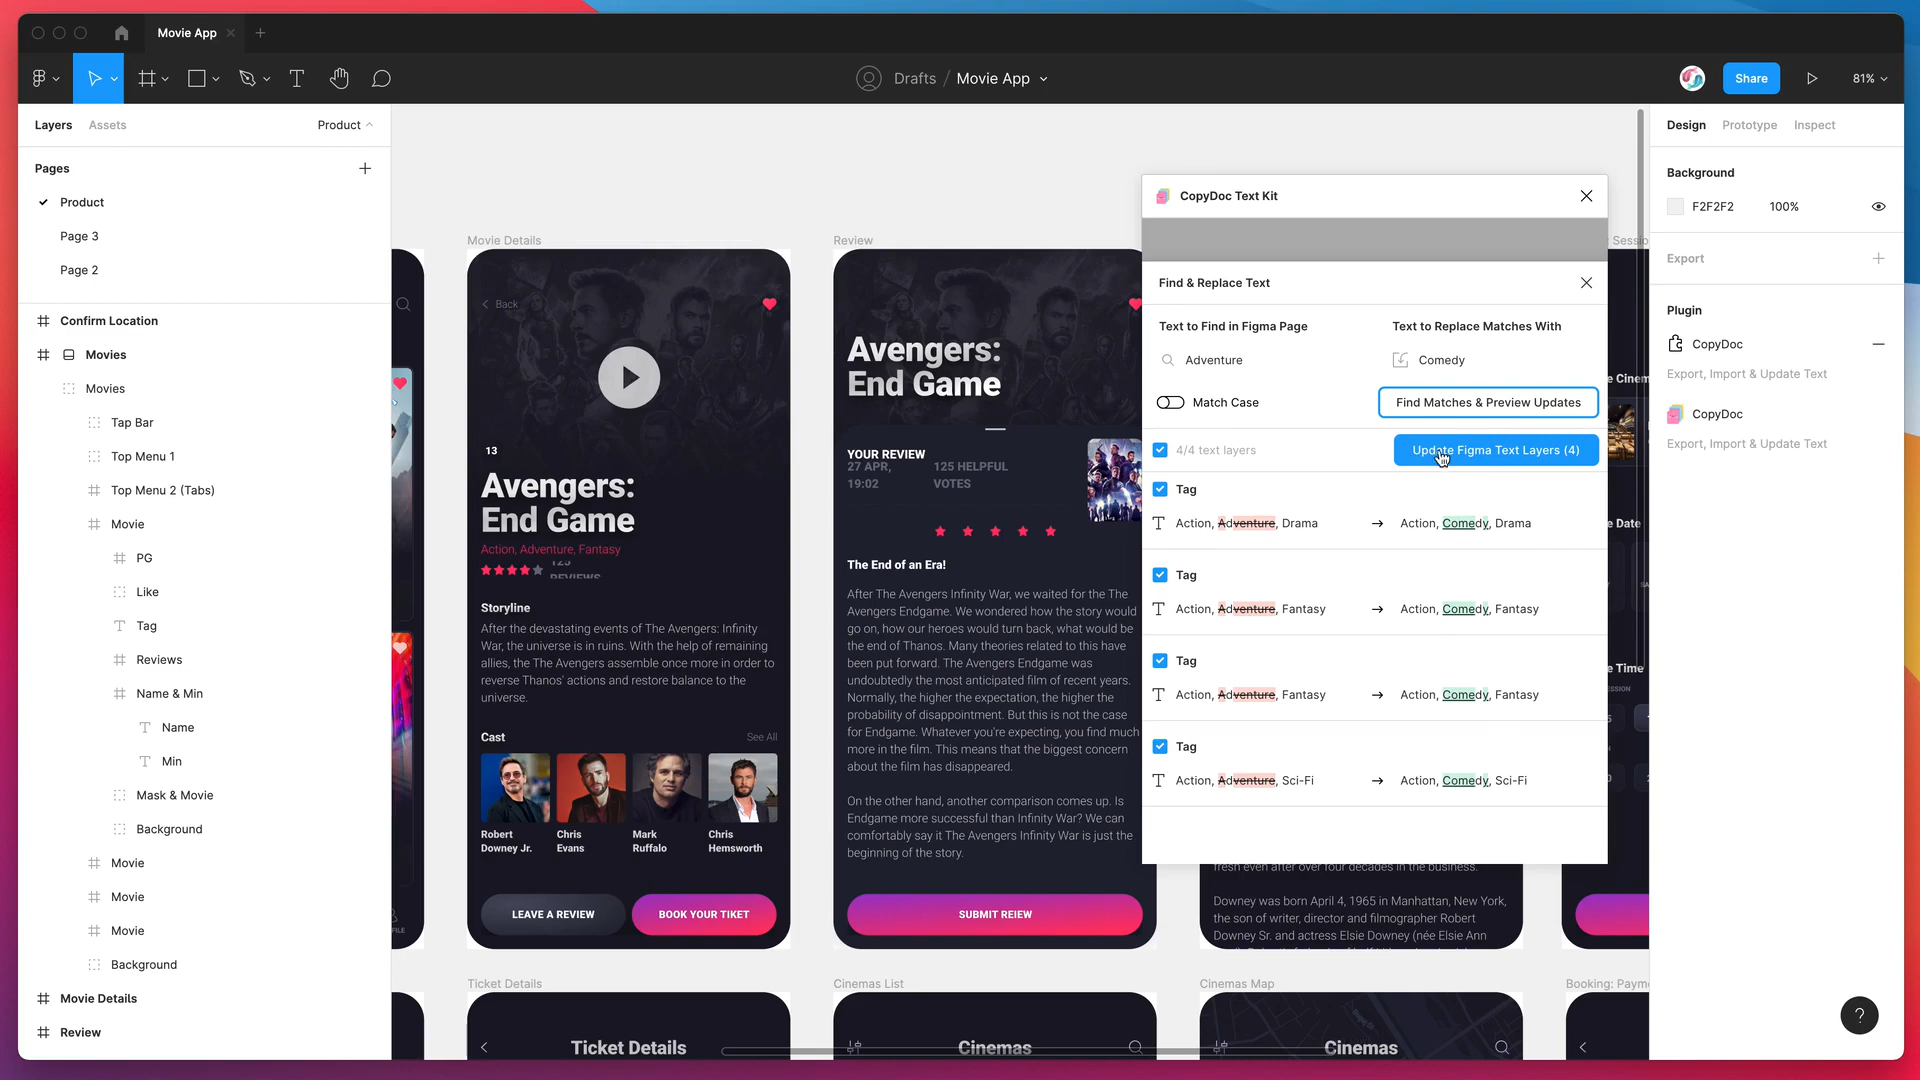 Movie App
Drafts / Movie App
Share
81%
Layers
Assets
Product
Pages
Product
Page 3
Page 2
Confirm Location
Movies
Movies
Tap Bar
Top Menu 1
Top Menu 2 (Tabs)
Movie
PG
Like
Tag
Reviews
Name & Min
Name
Min
Mask & Movie
Background
Movie
Movie
Movie
Background
Movie Details
Review
FILE
Movie Details
Back
13
Avengers:
End Game
Action, Adventure, Fantasy
123
REVIEWS
Storyline
After the devastating events of The Avengers: Infinity
War, the universe is in ruins. With the help of remaining
allies, the The Avengers assemble once more in order to
reverse Thanos' actions and restore balance to the
universe.
Cast
See All
Robert
Downey Jr.
Chris
Evans
Mark
Ruffalo
Chris
Hemsworth
LEAVE A REVIEW
BOOK YOUR TIKET
Review
Avengers:
End Game
YOUR REVIEW
27 APR,
19:02
125 HELPFUL
VOTES
The End of an Era!
After The Avengers Infinity War, we waited for the The
Avengers Endgame. We wondered how the story would
go on, how our heroes would turn back, what would be
the end of Thanos. Many theories related to this have
been put forward. The Avengers Endgame was
undoubtedly the most anticipated film of recent years.
Normally, the higher the expectation, the higher the
probability of disappointment. But this is not the case
for Endgame. Whatever you're expecting, you find much
more in the film. This means that the biggest concern
about the film has disappeared.
On the other hand, another comparison comes up. Is
Endgame more successful than Infinity War? We can
comfortably say it The Avengers Infinity War is just the
beginning of the story.
SUBMIT REIEW
CopyDoc Text Kit
Find & Replace Text
Text to Find in Figma Page
Text to Replace Matches With
Adventure
Comedy
Match Case
Find Matches & Preview Updates
4/4 text layers
Update Figma Text Layers (4)
Tag
Action, Adventure, Drama
Action, Comedy, Drama
Tag
Action, Adventure, Fantasy
Action, Comedy, Fantasy
Tag
Action, Adventure, Fantasy
Action, Comedy, Fantasy
Tag
Action, Adventure, Sci-Fi
Action, Comedy, Sci-Fi
fresh even after over four decades in the business.
Downey was born April 4, 1965 in Manhattan, New York,
the son of writer, director and filmographer Robert
Downey Sr. and actress Elsie Downey (née Elsie Ann
Sessio
e Cinem
e Date
e Time
SESSION
Ticket Details
Ticket Details
Cinemas List
Cinemas
Cinemas Map
Cinemas
Booking: Paym
Design
Prototype
Inspect
Background
F2F2F2
100%
Export
Plugin
CopyDoc
Export, Import & Update Text
CopyDoc
Export, Import & Update Text
?